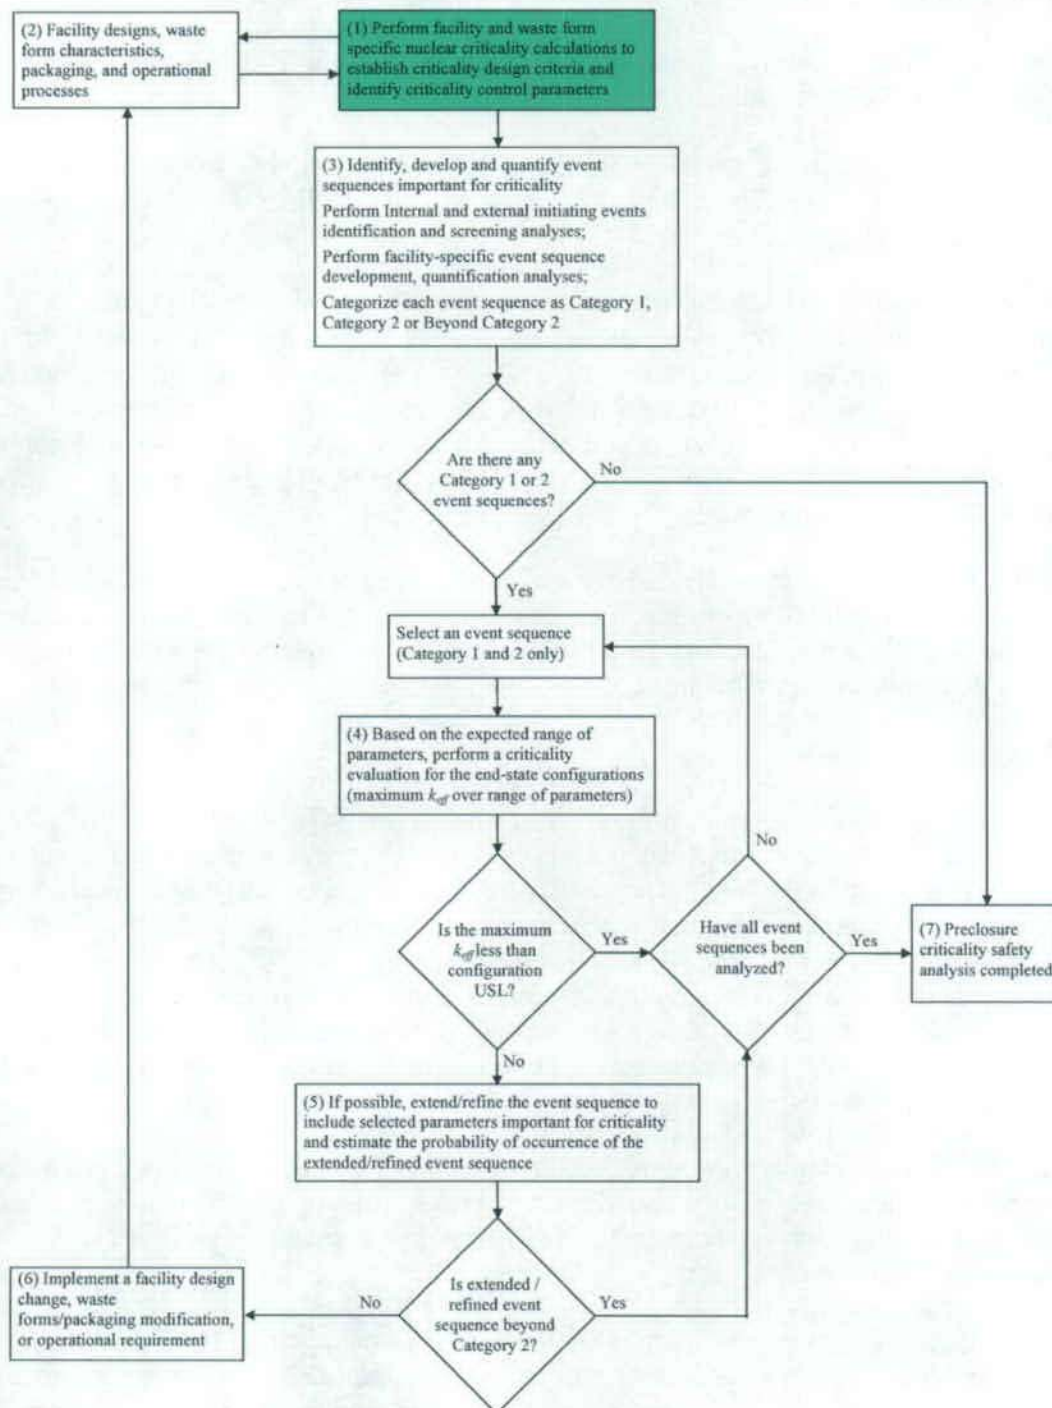 (2) Facility designs, waste
form characteristics,
packaging, and operational
processes
(1) Perform facility and waste form
specific nuclear criticality calculations to
establish criticality design criteria and
identify criticality control parameters
(3) Identify, develop and quantify event
sequences important for criticality
Perform Internal and external initiating events
identification and screening analyses;
Perform facility-specific event sequence
development, quantification analyses;
Categorize each event sequence as Category 1,
Category 2 or Beyond Category 2
Are there any
Category 1 or 2
event sequences?
No
Yes
Select an event sequence
(Category 1 and 2 only)
(4) Based on the expected range of
parameters, perform a criticality
evaluation for the end-state configurations
(maximum keff over range of parameters)
No
Is the maximum
keff less than
configuration
USL?
Yes
Have all event
sequences been
analyzed?
Yes
(7) Preclosure
criticality safety
analysis completed
No
(5) If possible, extend/refine the event sequence to
include selected parameters important for criticality
and estimate the probability of occurrence of the
extended/refined event sequence
(6) Implement a facility design
change, waste
forms/packaging modification,
or operational requirement
No
Is extended /
refined event
sequence beyond
Category 2?
Yes